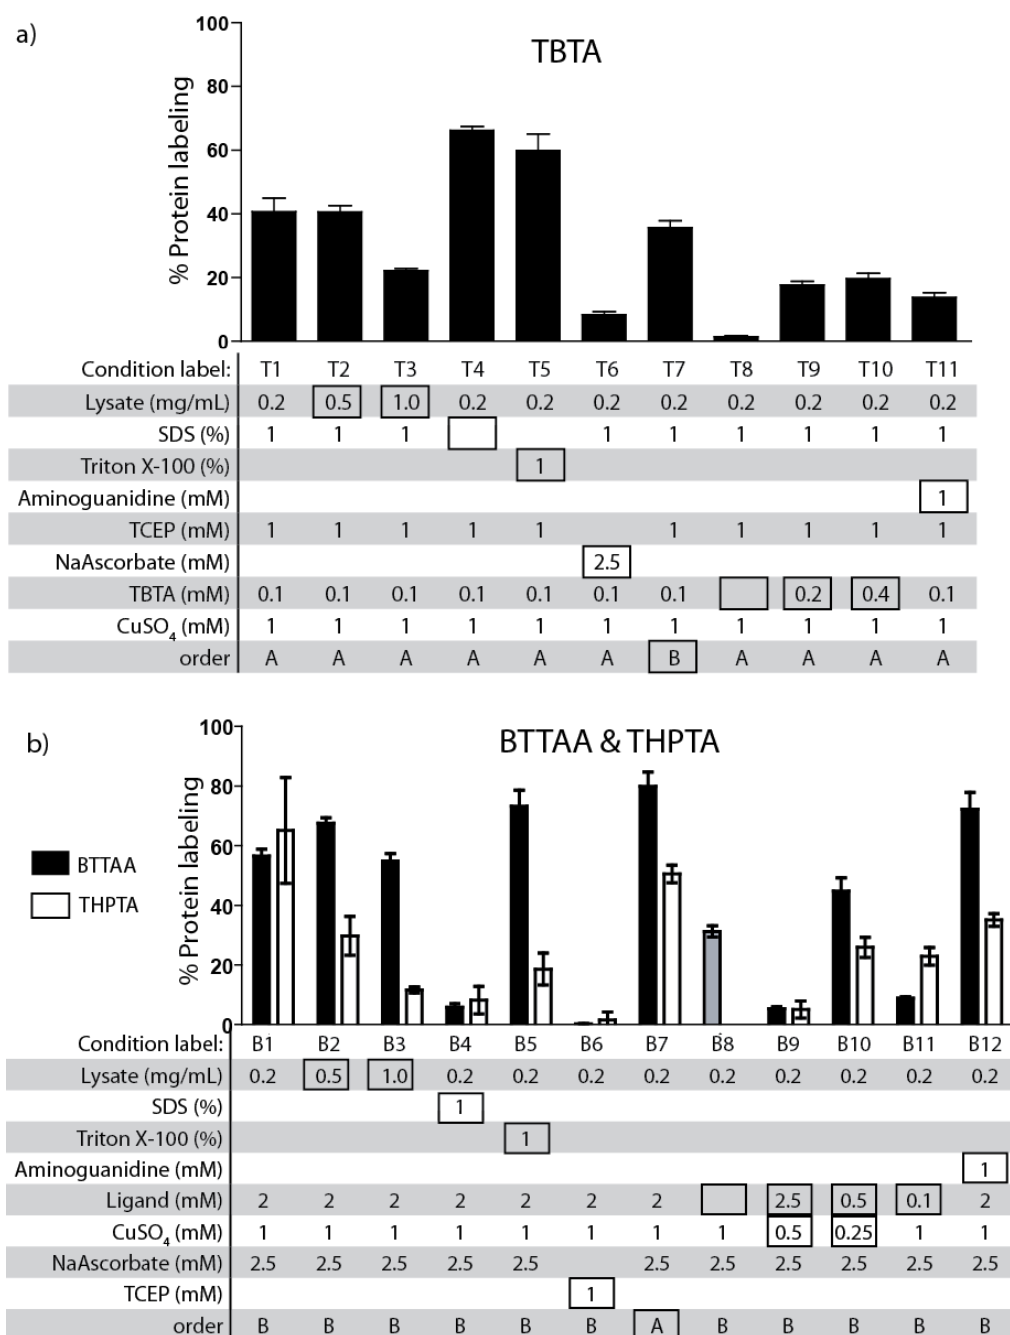 a)
TBTA
% Protein labeling
100
80
60
40
20
0
Condition label: T1 T2 T3 T4 T5 T6 T7 T8 T9 T10 T11
Lysate (mg/mL) 0.2 0.5 1.0 0.2 0.2 0.2 0.2 0.2 0.2 0.2 0.2
SDS (%) 1 1 1 1 1 1 1 1 1
Triton X-100 (%) 1
Aminoguanidine (mM) 1
TCEP (mM) 1 1 1 1 1 1 1 1 1 1
NaAscorbate (mM) 2.5
TBTA (mM) 0.1 0.1 0.1 0.1 0.1 0.1 0.1 0.2 0.4 0.1
CuSO4 (mM) 1 1 1 1 1 1 1 1 1 1 1
order A A A A A A B A A A A
b)
BTTAA & THPTA
BTTAA
THPTA
% Protein labeling
100
80
60
40
20
0
Condition label: B1 B2 B3 B4 B5 B6 B7 B8 B9 B10 B11 B12
Lysate (mg/mL) 0.2 0.5 1.0 0.2 0.2 0.2 0.2 0.2 0.2 0.2 0.2 0.2
SDS (%) 1
Triton X-100 (%) 1
Aminoguanidine (mM) 1
Ligand (mM) 2 2 2 2 2 2 2 2.5 0.5 0.1 2
CuSO4 (mM) 1 1 1 1 1 1 1 1 0.5 0.25 1 1
NaAscorbate (mM) 2.5 2.5 2.5 2.5 2.5 2.5 2.5 2.5 2.5 2.5 2.5
TCEP (mM) 1
order B B B B B B A B B B B B